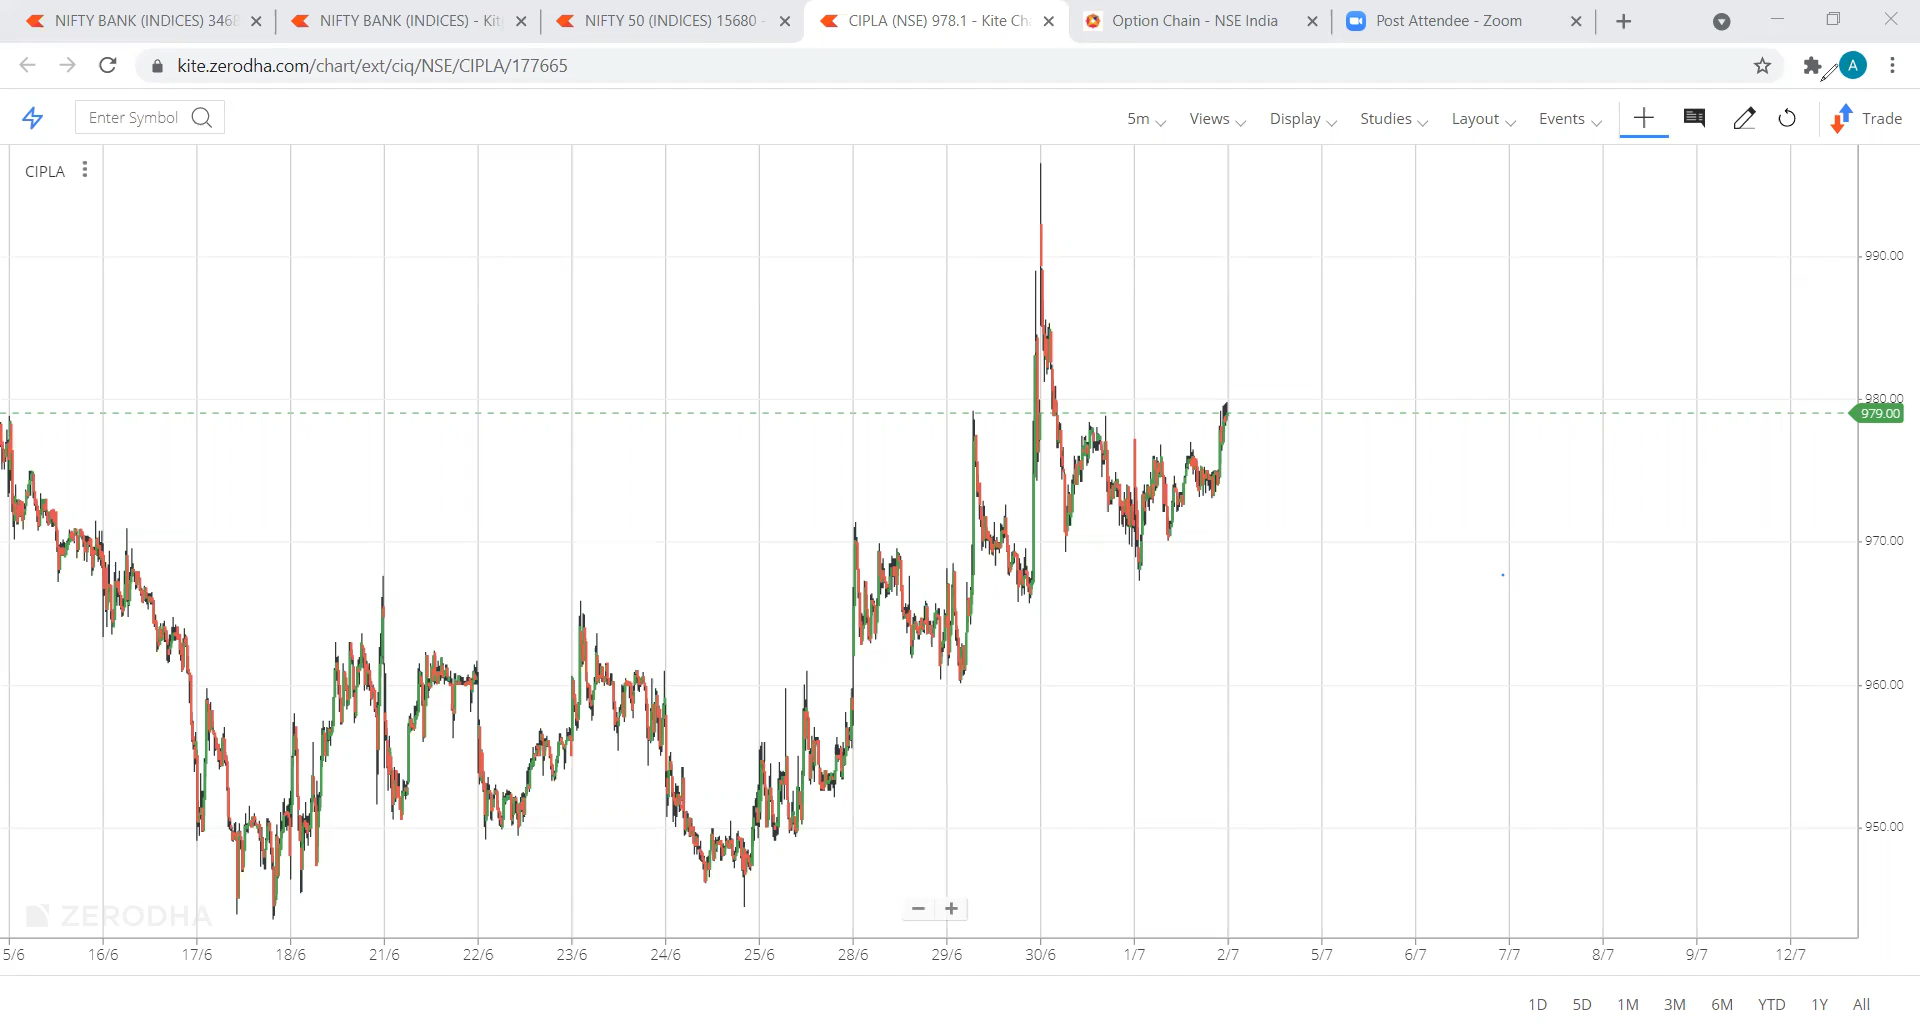 NIFTY BANK (INDICES) 3468
NIFTY BANK (INDICES) - Kit
NIFTY 50 (INDICES) 15680 -
CIPLA (NSE) 978.1 - Kite Cha
Option Chain - NSE India
Post Attendee - Zoom
kite.zerodha.com/chart/ext/ciq/NSE/CIPLA/177665
A
Enter Symbol
5m
Views
Display
Studies
Layout
Events
Trade
CIPLA
990.00
980.00
979.00
970.00
960.00
950.00
ZERODHA
5/6 16/6 17/6 18/6 21/6 22/6 23/6 24/6 25/6 28/6 29/6 30/6 1/7 2/7 5/7 6/7 7/7 8/7 9/7 12/7
1D 5D 1M 3M 6M YTD 1Y All